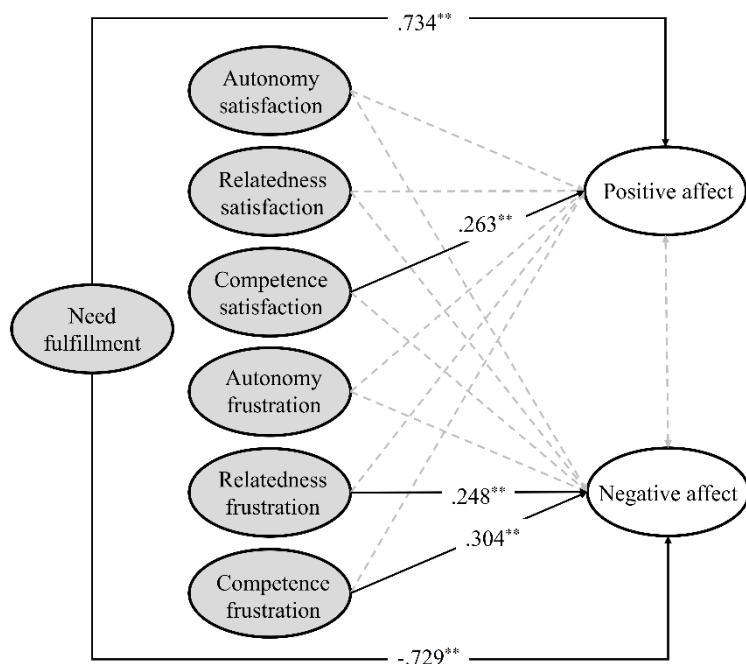 .734**
Autonomy
satisfaction
Relatedness
satisfaction
Positive affect
.263**
Competence
satisfaction
Need
fulfillment
Autonomy
frustration
Relatedness
frustration
.248**
Negative affect
.304**
Competence
frustration
-.729**